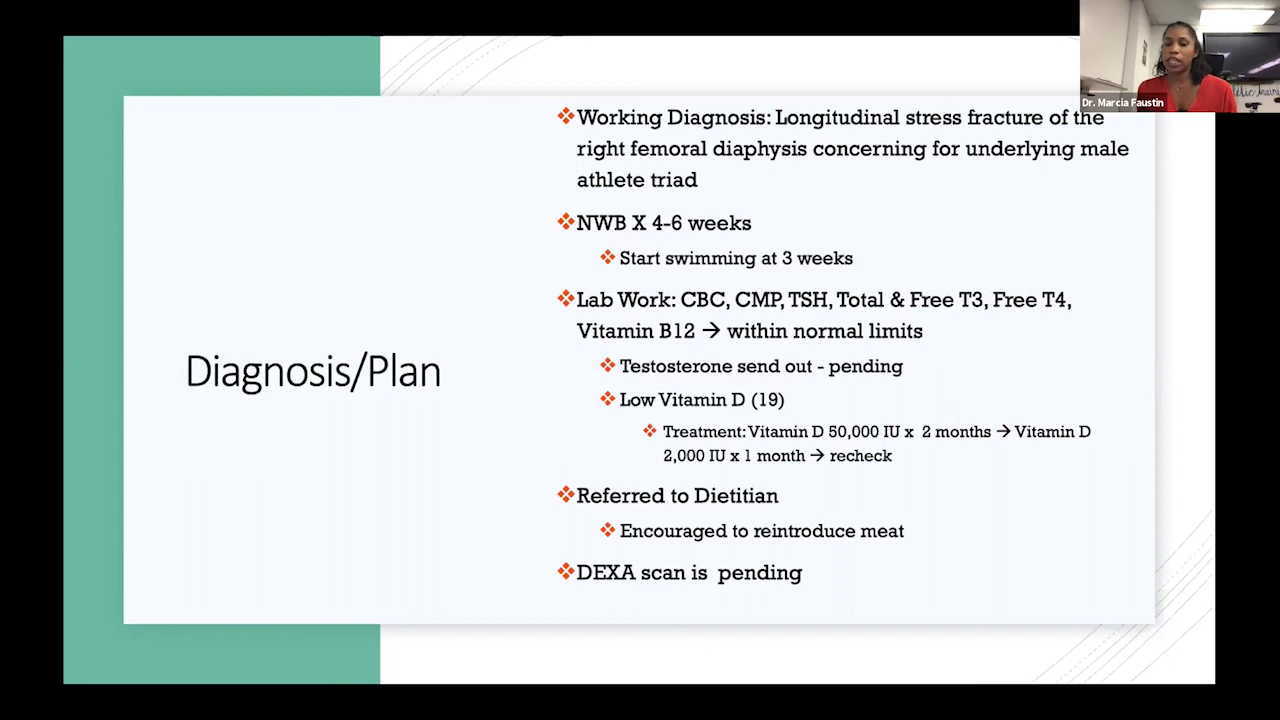 Dr. Marcia Faustin
Diagnosis/Plan
Working Diagnosis: Longitudinal stress fracture of the
right femoral diaphysis concerning for underlying male
athlete triad
NWB X 4-6 weeks
Start swimming at 3 weeks
Lab Work: CBC, CMP, TSH, Total & Free T3, Free T4,
Vitamin B12 → within normal limits
Testosterone send out - pending
Low Vitamin D (19)
Treatment: Vitamin D 50,000 IU x 2 months → Vitamin D
2,000 IU x 1 month → recheck
Referred to Dietitian
Encouraged to reintroduce meat
DEXA scan is pending